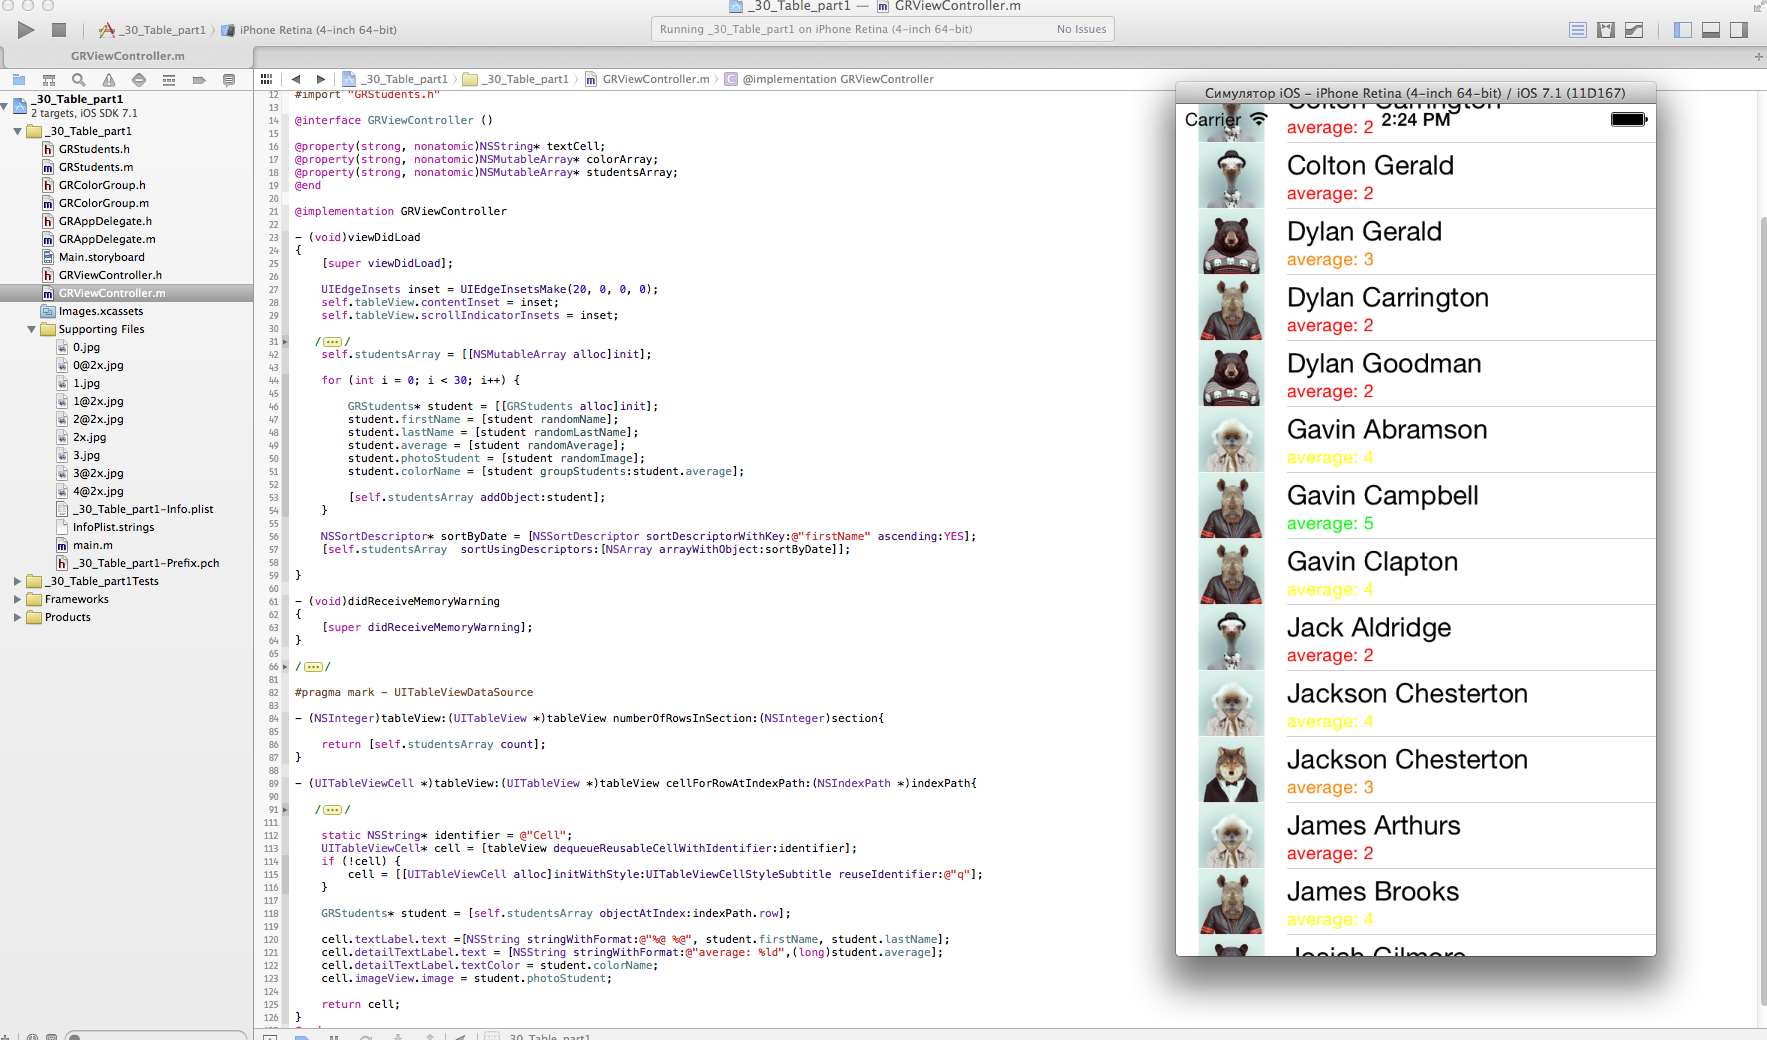 _30_Table_part1 — GRViewController.m
_30_Table_part1 〉 iPhone Retina (4-inch 64-bit)
Running _30_Table_part1 on iPhone Retina (4-inch 64-bit) No Issues
GRViewController.m
_30_Table_part1 〉 _30_Table_part1 〉 GRViewController.m 〉 C @implementation GRViewController
_30_Table_part1
2 targets, iOS SDK 7.1
_30_Table_part1
h GRStudents.h
m GRStudents.m
h GRColorGroup.h
m GRColorGroup.m
h GRAppDelegate.h
m GRAppDelegate.m
Main.storyboard
h GRViewController.h
m GRViewController.m
Images.xcassets
Supporting Files
0.jpg
0@2x.jpg
1.jpg
1@2x.jpg
2@2x.jpg
2x.jpg
3.jpg
3@2x.jpg
4@2x.jpg
_30_Table_part1-Info.plist
InfoPlist.strings
m main.m
h _30_Table_part1-Prefix.pch
_30_Table_part1Tests
Frameworks
Products
12 #import "GRStudents.h"
13
14 @interface GRViewController ()
15
16 @property(strong, nonatomic)NSString* textCell;
17 @property(strong, nonatomic)NSMutableArray* colorArray;
18 @property(strong, nonatomic)NSMutableArray* studentsArray;
19 @end
20
21 @implementation GRViewController
22
23 - (void)viewDidLoad
24 {
25 [super viewDidLoad];
26
27 UIEdgeInsets inset = UIEdgeInsetsMake(20, 0, 0, 0);
28 self.tableView.contentInset = inset;
29 self.tableView.scrollIndicatorInsets = inset;
30
31 /•••/
42 self.studentsArray = [[NSMutableArray alloc]init];
43
44 for (int i = 0; i < 30; i++) {
45
46 GRStudents* student = [[GRStudents alloc]init];
47 student.firstName = [student randomName];
48 student.lastName = [student randomLastName];
49 student.average = [student randomAverage];
50 student.photoStudent = [student randomImage];
51 student.colorName = [student groupStudents:student.average];
52
53 [self.studentsArray addObject:student];
54 }
55
56 NSSortDescriptor* sortByDate = [NSSortDescriptor sortDescriptorWithKey:@"firstName" ascending:YES];
57 [self.studentsArray sortUsingDescriptors:[NSArray arrayWithObject:sortByDate]];
58
59 }
60
61 - (void)didReceiveMemoryWarning
62 {
63 [super didReceiveMemoryWarning];
64 }
65
66 /•••/
81
82 #pragma mark - UITableViewDataSource
83
84 - (NSInteger)tableView:(UITableView *)tableView numberOfRowsInSection:(NSInteger)section{
85
86 return [self.studentsArray count];
87 }
88
89 - (UITableViewCell *)tableView:(UITableView *)tableView cellForRowAtIndexPath:(NSIndexPath *)indexPath{
90
91 /•••/
111
112 static NSString* identifier = @"Cell";
113 UITableViewCell* cell = [tableView dequeueReusableCellWithIdentifier:identifier];
114 if (!cell) {
115 cell = [[UITableViewCell alloc]initWithStyle:UITableViewCellStyleSubtitle reuseIdentifier:@"q"];
116 }
117
118 GRStudents* student = [self.studentsArray objectAtIndex:indexPath.row];
119
120 cell.textLabel.text =[NSString stringWithFormat:@"%@ %@", student.firstName, student.lastName];
121 cell.detailTextLabel.text = [NSString stringWithFormat:@"average: %ld",(long)student.average];
122 cell.detailTextLabel.textColor = student.colorName;
123 cell.imageView.image = student.photoStudent;
124
125 return cell;
126 }
30_Table_part1
Симулятор iOS – iPhone Retina (4-inch 64-bit) / iOS 7.1 (11D167)
Colton Carrington
Carrier 2:24 PM
average: 2
Colton Gerald
average: 2
Dylan Gerald
average: 3
Dylan Carrington
average: 2
Dylan Goodman
average: 2
Gavin Abramson
average: 4
Gavin Campbell
average: 5
Gavin Clapton
average: 4
Jack Aldridge
average: 2
Jackson Chesterton
average: 4
Jackson Chesterton
average: 3
James Arthurs
average: 2
James Brooks
average: 4
Josiah Gilmore